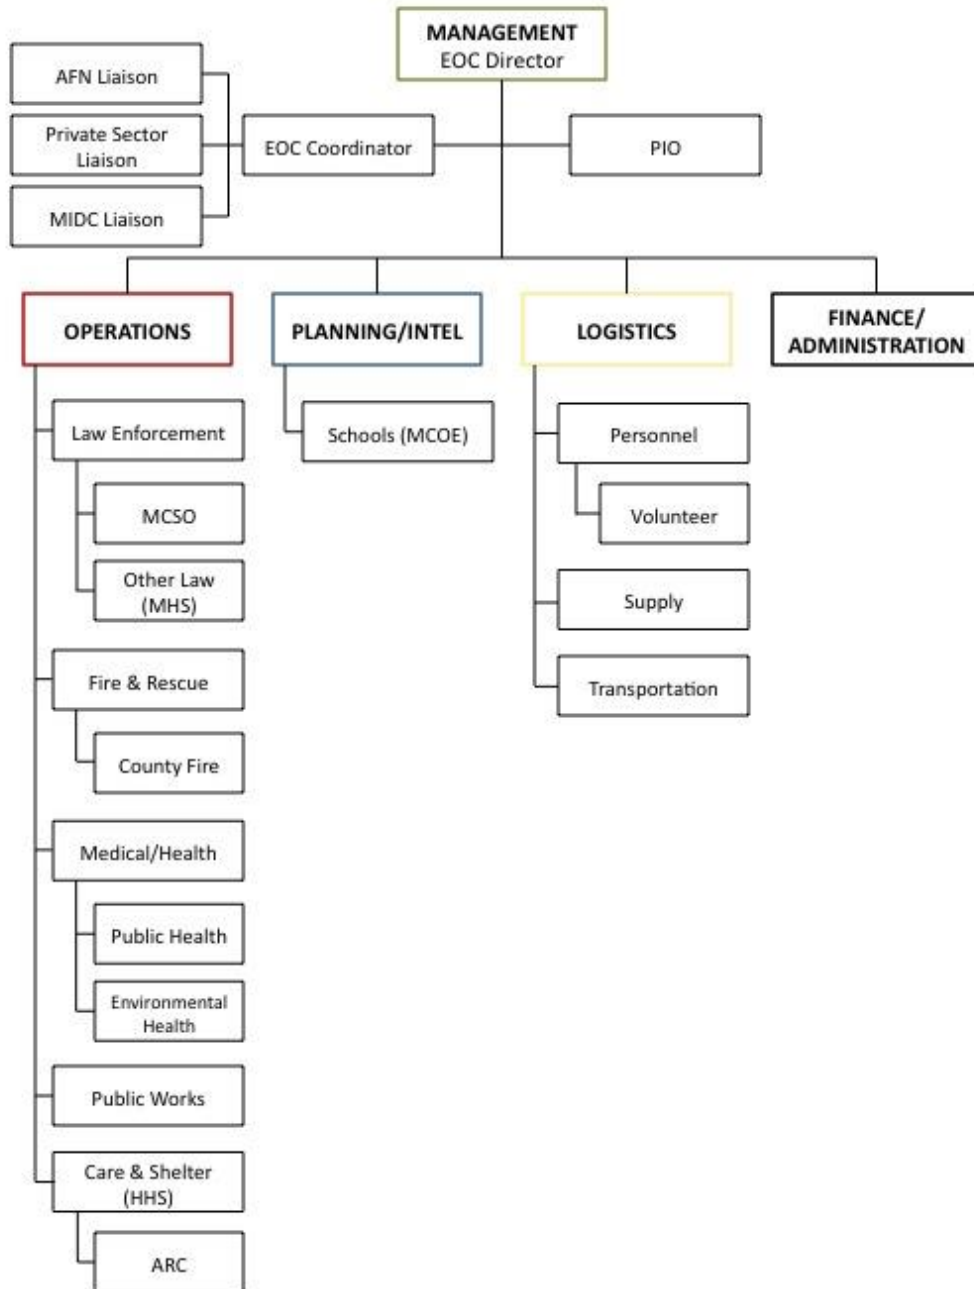 MANAGEMENT
EOC Director
AFN Liaison
Private Sector
Liaison
EOC Coordinator
PIO
MIDC Liaison
OPERATIONS
PLANNING/INTEL
LOGISTICS
FINANCE/
ADMINISTRATION
Law Enforcement
MCSO
Other Law
(MHS)
Fire & Rescue
County Fire
Medical/Health
Public Health
Environmental
Health
Public Works
Care & Shelter
(HHS)
ARC
Schools (MCOE)
Personnel
Volunteer
Supply
Transportation